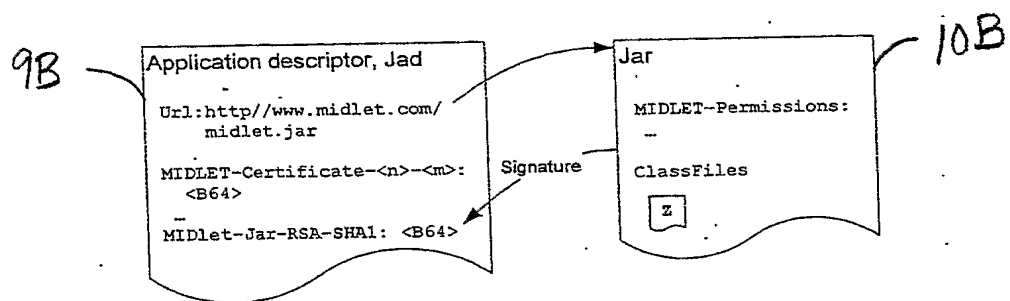 9B
Application descriptor, Jad
Url:http//www.midlet.com/
midlet.jar
MIDLET-Certificate-<n>-<m>:
<B64>
…
MIDlet-Jar-RSA-SHA1: <B64>
Signature
10B
Jar
MIDLET-Permissions:
…
ClassFiles
Z